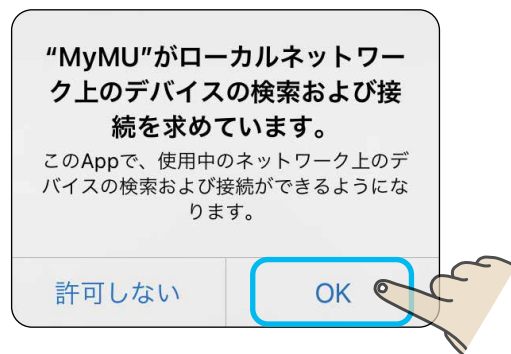 “MyMU”がローカルネットワー
ク上のデバイスの検索および接
続を求めています。
このAppで、使用中のネットワーク上のデ
バイスの検索および接続ができるようにな
ります。
許可しない
OK